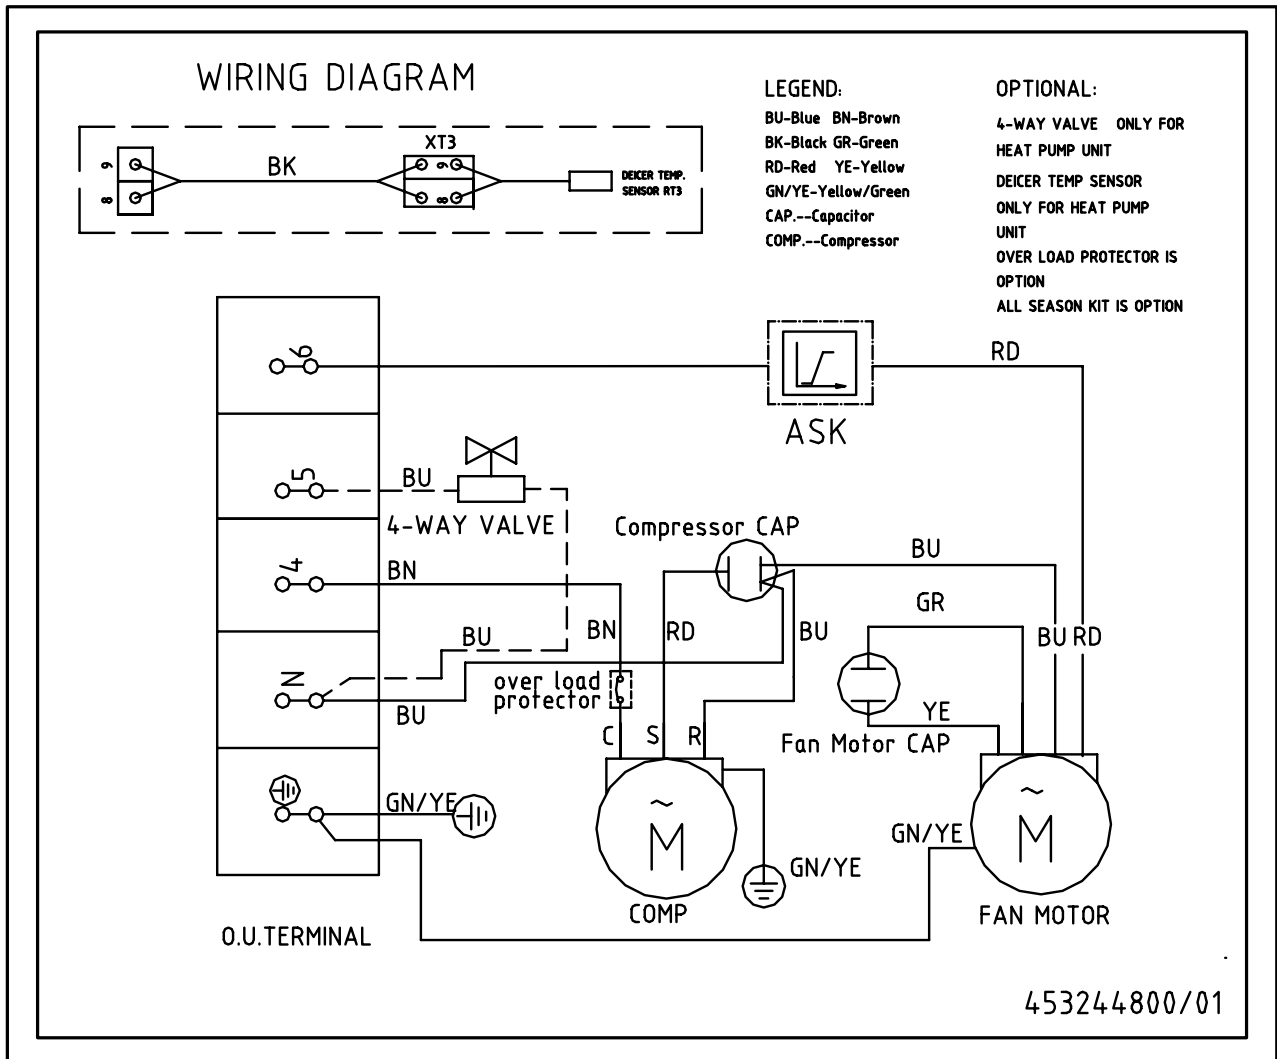 WIRING DIAGRAM
9
8
BK
XT3
9
8
DEICER TEMP.
SENSOR RT3
LEGEND:
BU-Blue BN-Brown
BK-Black GR-Green
RD-Red YE-Yellow
GN/YE-Yellow/Green
CAP.--Capacitor
COMP.--Compressor
OPTIONAL:
4-WAY VALVE ONLY FOR
HEAT PUMP UNIT
DEICER TEMP SENSOR
ONLY FOR HEAT PUMP
UNIT
OVER LOAD PROTECTOR IS
OPTION
ALL SEASON KIT IS OPTION
6
RD
ASK
5
BU
4-WAY VALVE
Compressor CAP
4
BN
BU
GR
BU
BN
RD
BU
BU RD
N
BU
over load
protector
YE
Fan Motor CAP
C
S
R
GN/YE
M
COMP
GN/YE
GN/YE
M
FAN MOTOR
O.U.TERMINAL
453244800/01